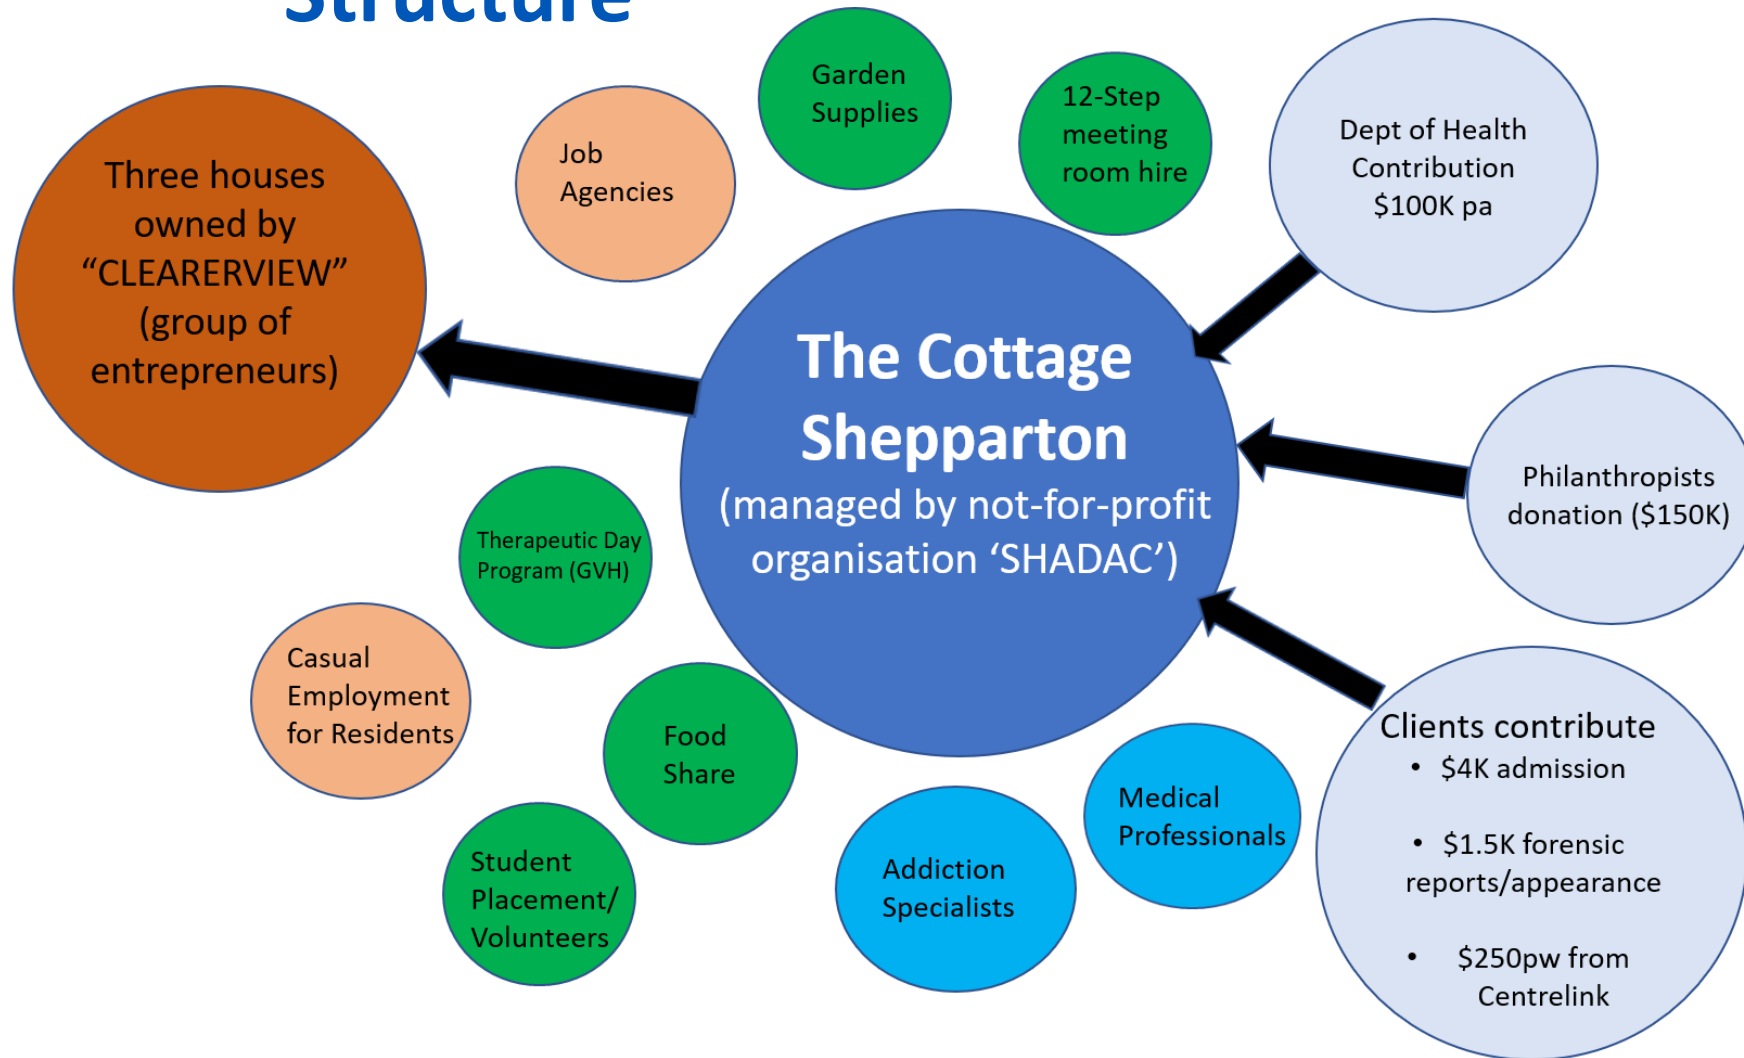 Structure
Three houses
owned by
“CLEARERVIEW”
(group of
entrepreneurs)
Job
Agencies
Garden
Supplies
12-Step
meeting
room hire
Dept of Health
Contribution
$100K pa
The Cottage
Shepparton
(managed by not-for-profit
organisation ‘SHADAC’)
Philanthropists
donation ($150K)
Therapeutic Day
Program (GVH)
Casual
Employment
for Residents
Food
Share
Student
Placement/
Volunteers
Addiction
Specialists
Medical
Professionals
Clients contribute
• $4K admission
• $1.5K forensic
reports/appearance
• $250pw from
Centrelink